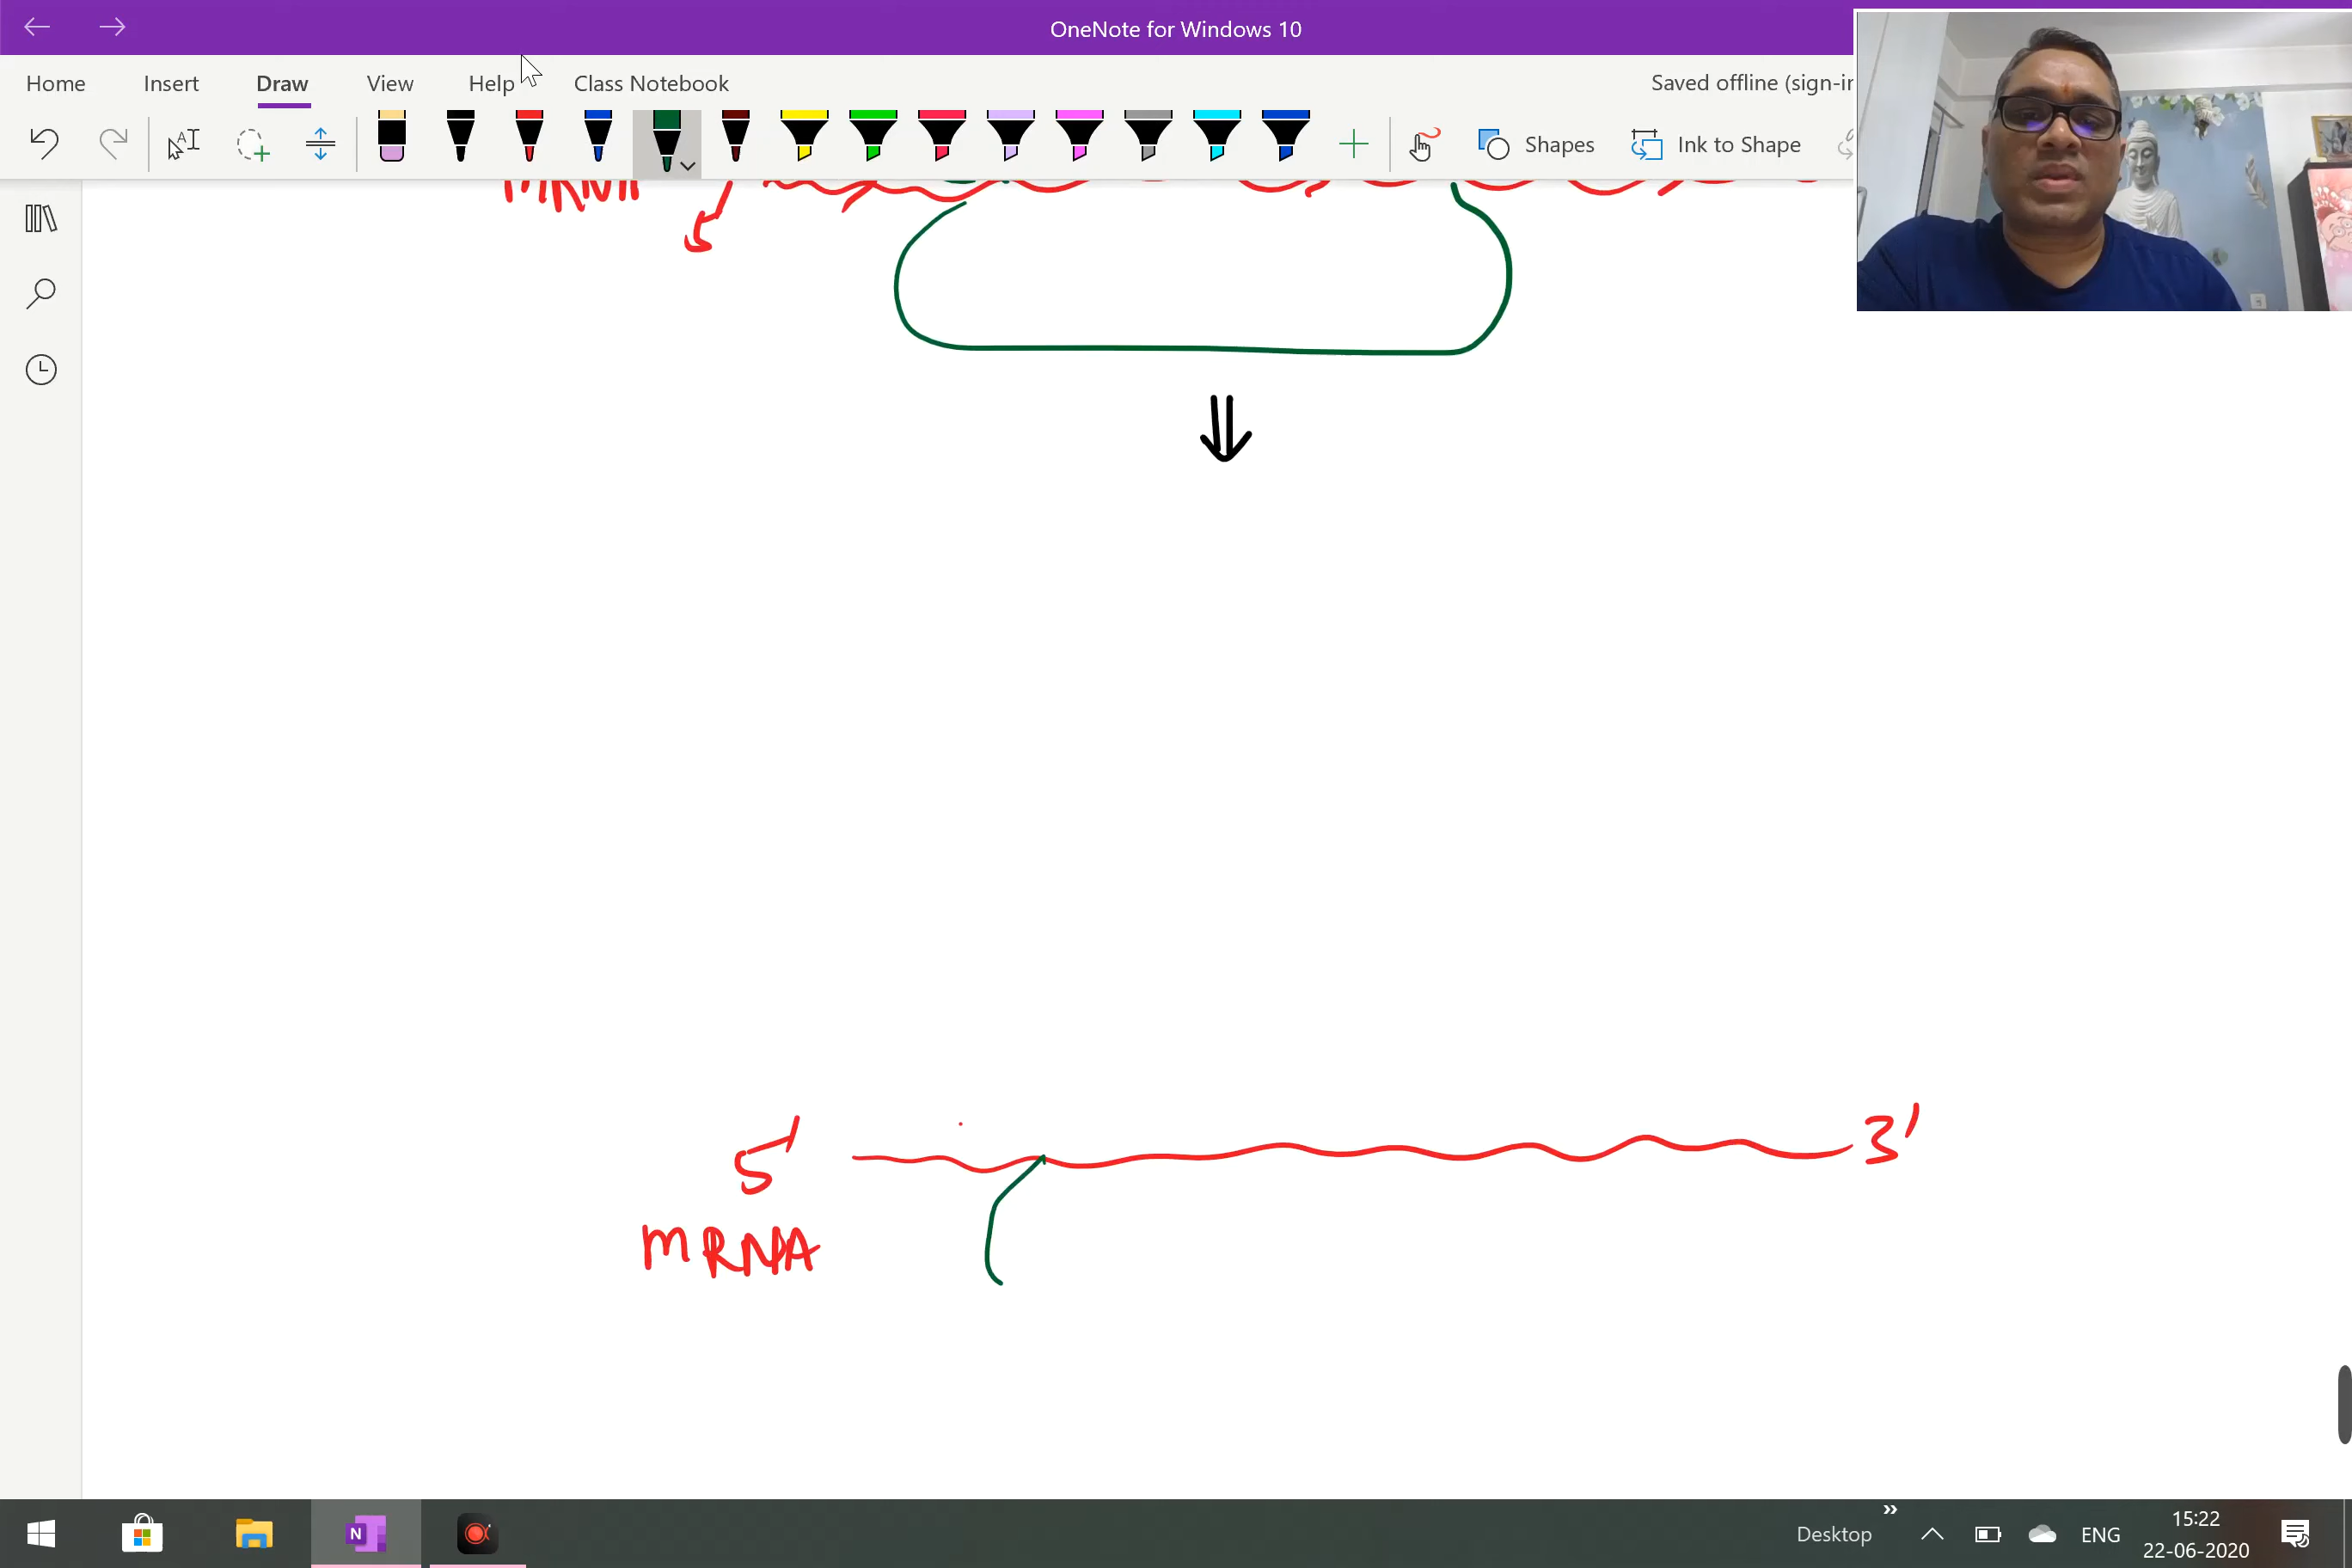 OneNote for Windows 10
Home Insert Draw View Help Class Notebook
Saved offline (sign-in
Shapes Ink to Shape
5' 3'
mRNA
Desktop ENG 15:22
22-06-2020